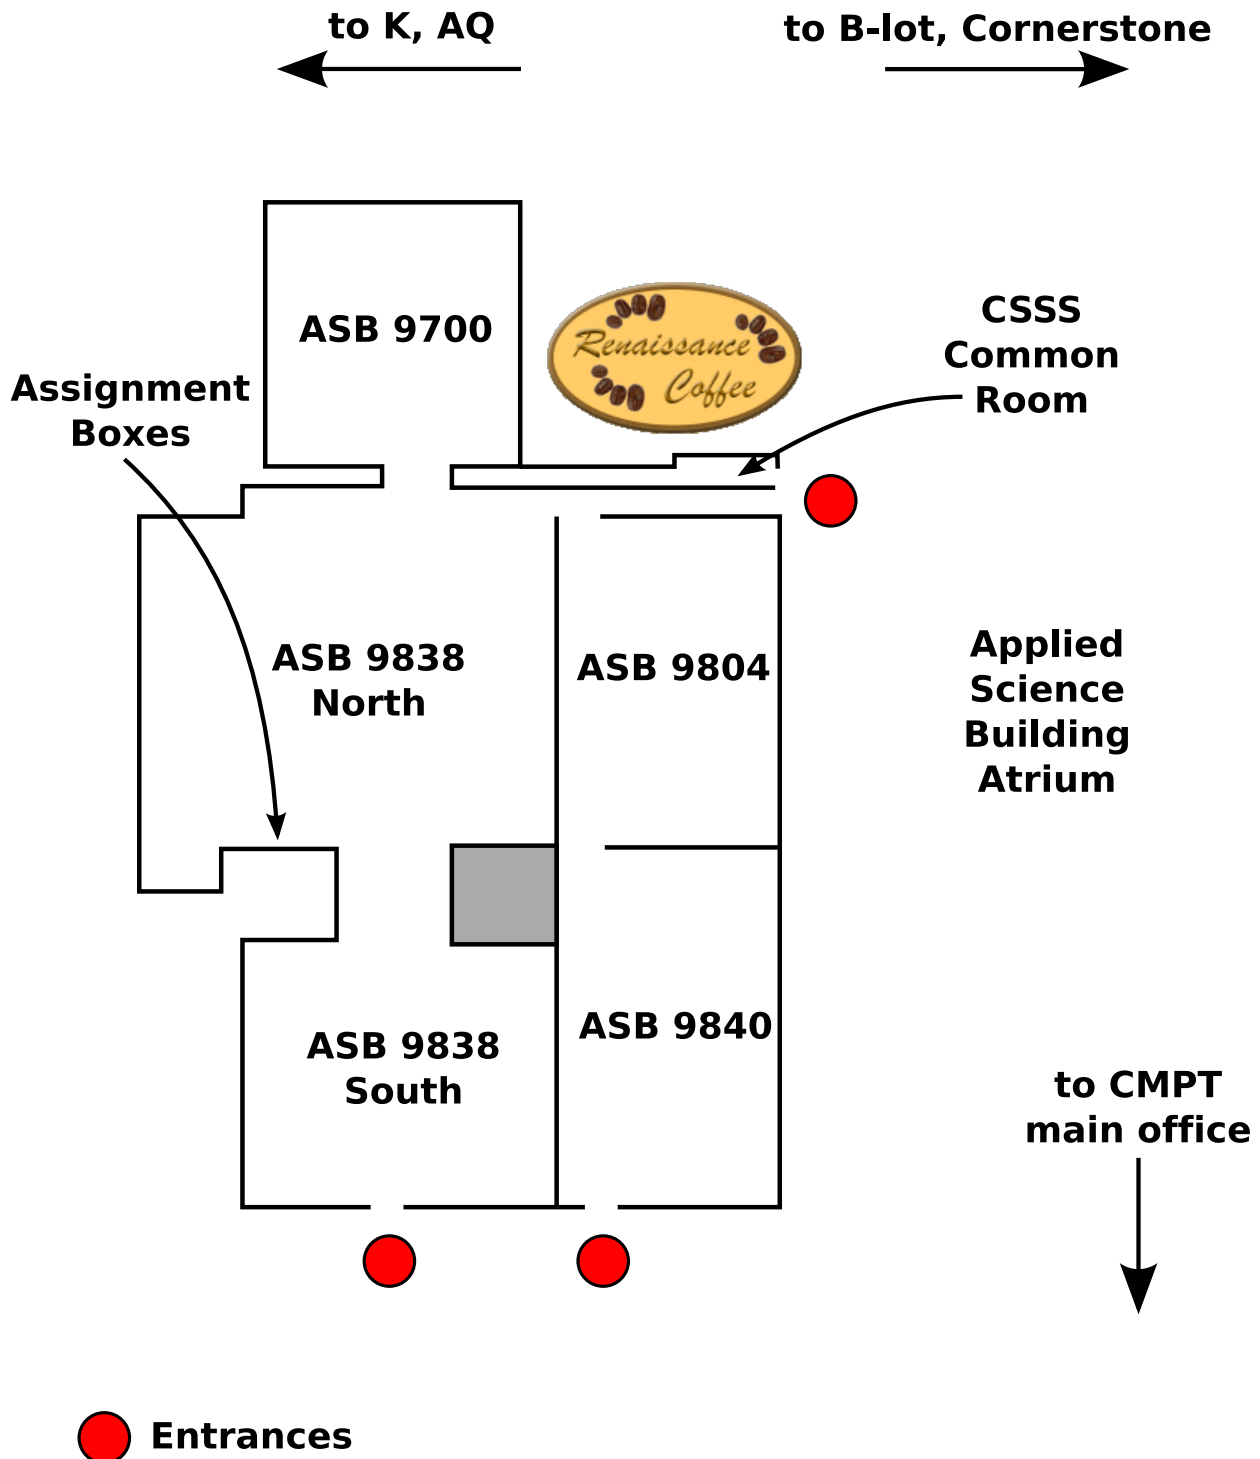 to K, AQ
to B-lot, Cornerstone
ASB 9700
Renaissance
Coffee
CSSS
Common
Room
Assignment
Boxes
ASB 9838
North
ASB 9804
Applied
Science
Building
Atrium
ASB 9838
South
ASB 9840
to CMPT
main office
Entrances